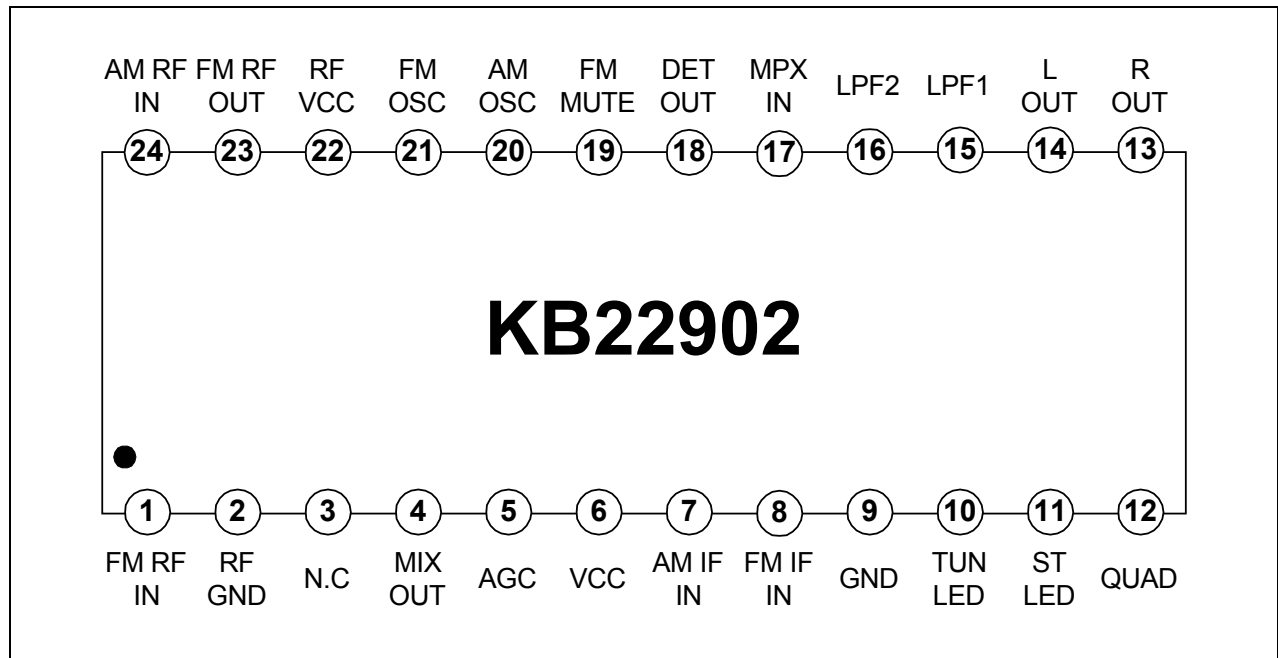 AM RF FM RF RF FM AM FM DET MPX LPF2 LPF1 L R
IN OUT VCC OSC OSC MUTE OUT IN OUT OUT
24 23 22 21 20 19 18 17 16 15 14 13
KB22902
1 2 3 4 5 6 7 8 9 10 11 12
FM RF RF N.C MIX AGC VCC AM IF FM IF GND TUN ST QUAD
IN GND OUT IN IN LED LED